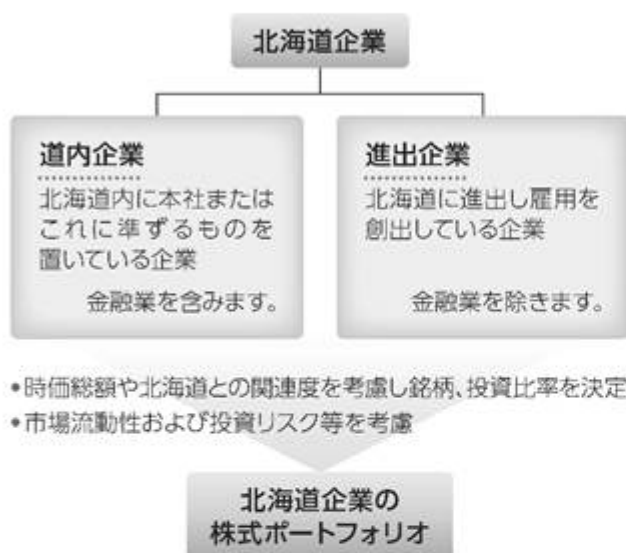 北海道企業
道内企業
北海道内に本社または
これに準ずるものを
置いている企業
金融業を含みます。
進出企業
北海道に進出し雇用を
創出している企業
金融業を除きます。
•時価総額や北海道との関連度を考慮し銘柄、投資比率を決定
•市場流動性および投資リスク等を考慮
北海道企業の
株式ポートフォリオ